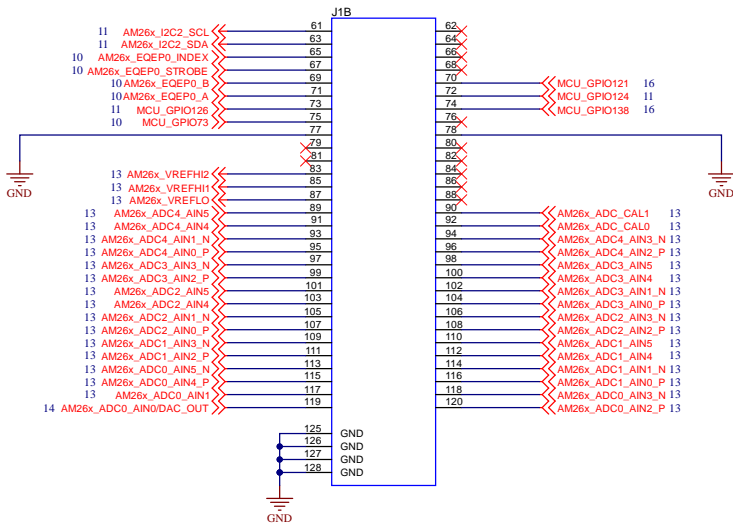 J1B
11 AM26x_I2C2_SCL 61 62
11 AM26x_I2C2_SDA 63 64
10 AM26x_EQEP0_INDEX 65 66
10 AM26x_EQEP0_STROBE 67 68
10 AM26x_EQEP0_B 69 70 MCU_GPIO121 16
10 AM26x_EQEP0_A 71 72 MCU_GPIO124 11
11 MCU_GPIO126 73 74 MCU_GPIO138 16
10 MCU_GPIO73 75 76
77 78
79 80
81 82
GND GND
13 AM26x_VREFHI2 83 84
13 AM26x_VREFHI1 85 86
13 AM26x_VREFLO 87 88
13 AM26x_ADC4_AIN5 89 90 AM26x_ADC_CAL1 13
13 AM26x_ADC4_AIN4 91 92 AM26x_ADC_CAL0 13
13 AM26x_ADC4_AIN1_N 93 94 AM26x_ADC4_AIN3_N 13
13 AM26x_ADC4_AIN0_P 95 96 AM26x_ADC4_AIN2_P 13
13 AM26x_ADC3_AIN3_N 97 98 AM26x_ADC3_AIN5 13
13 AM26x_ADC3_AIN2_P 99 100 AM26x_ADC3_AIN4 13
13 AM26x_ADC2_AIN5 101 102 AM26x_ADC3_AIN1_N 13
13 AM26x_ADC2_AIN4 103 104 AM26x_ADC3_AIN0_P 13
13 AM26x_ADC2_AIN1_N 105 106 AM26x_ADC2_AIN3_N 13
13 AM26x_ADC2_AIN0_P 107 108 AM26x_ADC2_AIN2_P 13
13 AM26x_ADC1_AIN3_N 109 110 AM26x_ADC1_AIN5 13
13 AM26x_ADC1_AIN2_P 111 112 AM26x_ADC1_AIN4 13
13 AM26x_ADC0_AIN5_N 113 114 AM26x_ADC1_AIN1_N 13
13 AM26x_ADC0_AIN4_P 115 116 AM26x_ADC1_AIN0_P 13
13 AM26x_ADC0_AIN1 117 118 AM26x_ADC0_AIN3_N 13
14 AM26x_ADC0_AIN0/DAC_OUT 119 120 AM26x_ADC0_AIN2_P 13
125 GND
126 GND
127 GND
128 GND
GND